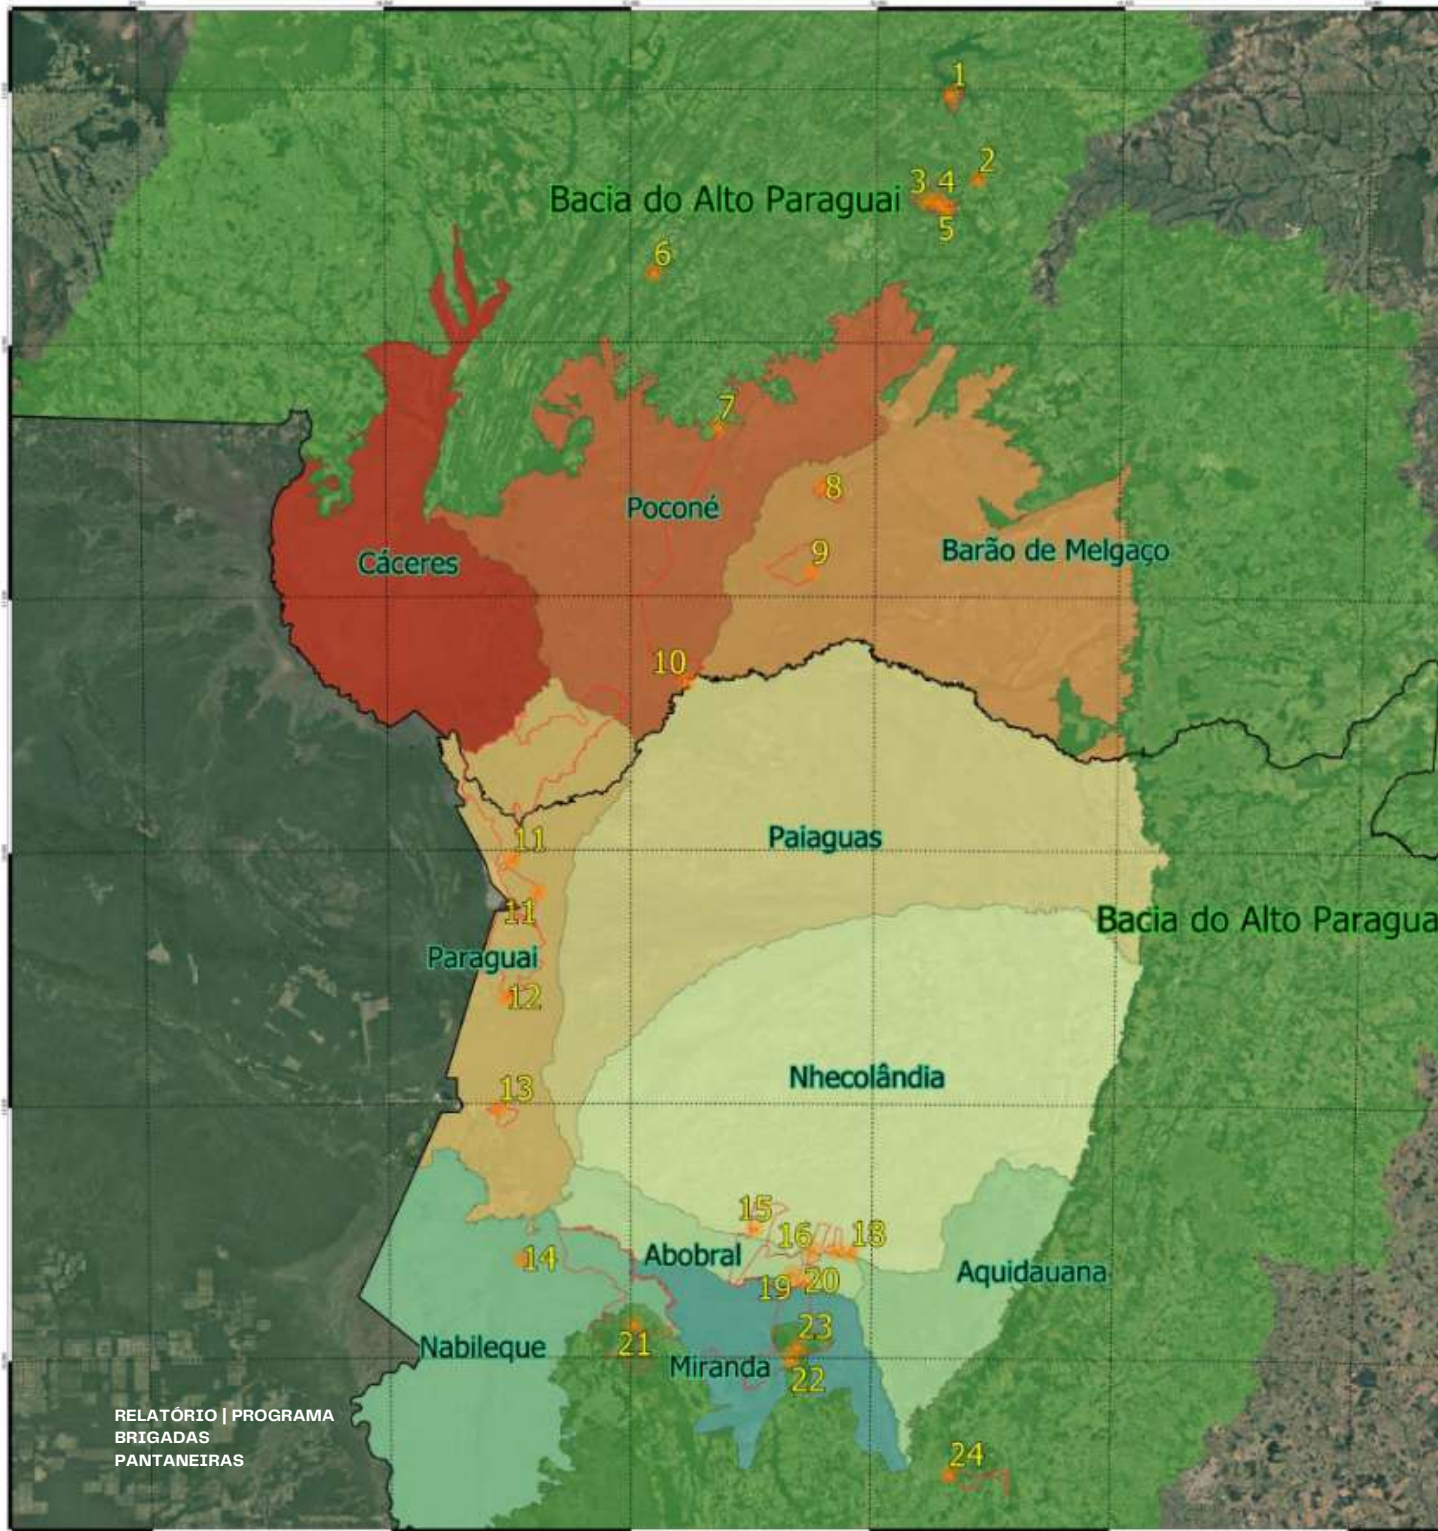 1
2
3 4
Bacia do Alto Paraguai
5
6
7
8
Poconé
9
Barão de Melgaço
Cáceres
10
11
Paiaguas
11
Bacia do Alto Paragua
Paraguai
12
Nhecolândia
13
15
16
18
Abobral
14
Aquidauana
19
20
23
21
Nabileque
Miranda
22
RELATÓRIO | PROGRAMA
BRIGADAS
PANTANEIRAS
24